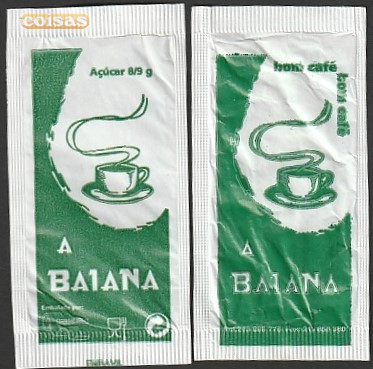 coisas
Açúcar 8/9 g
A
BAIANA
Embalado por:
bom café
bom café
A
BAIANA